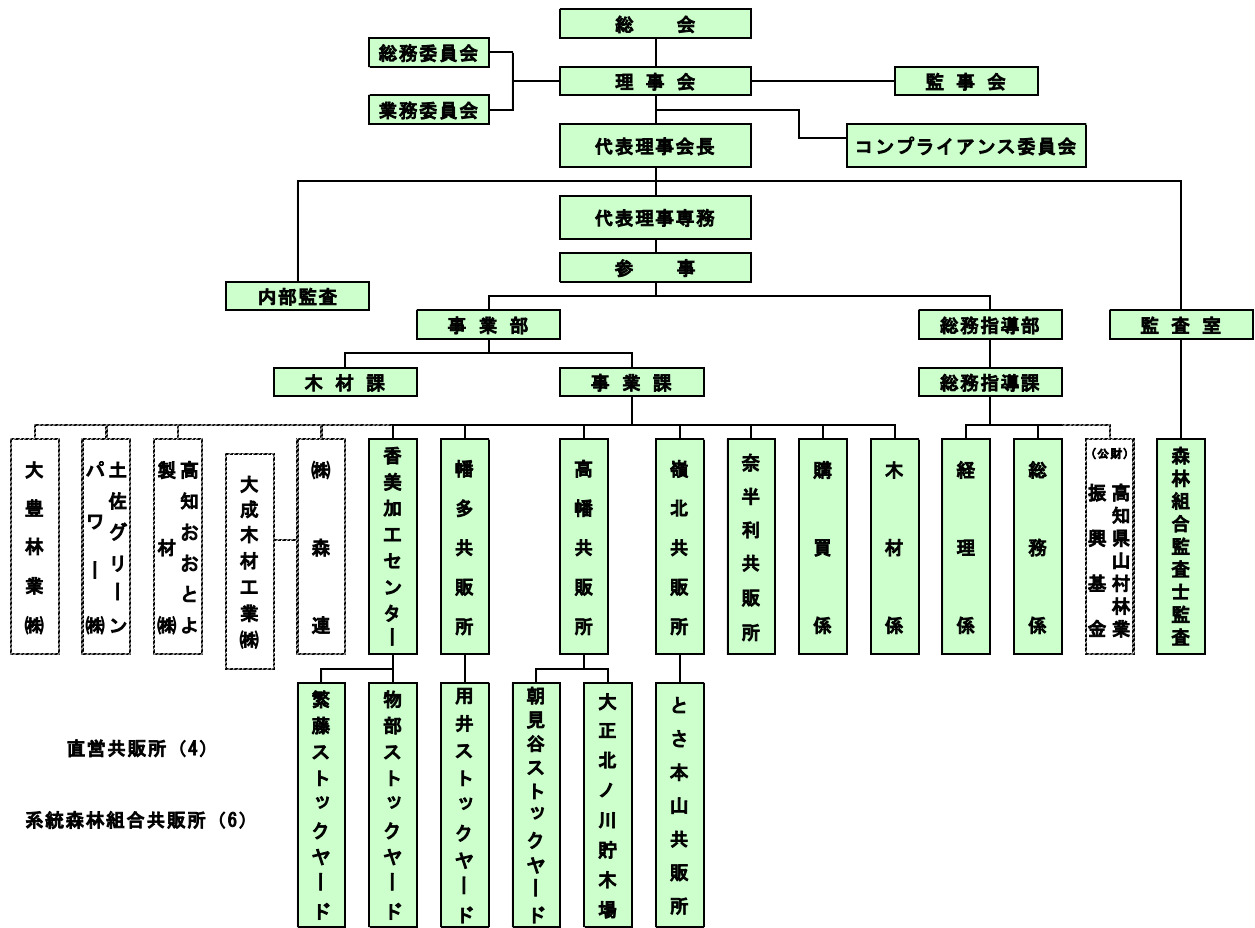 総　　会
総務委員会
理 事 会
監 事 会
業務委員会
代表理事会長
コンプライアンス委員会
代表理事専務
参　　事
内部監査
事 業 部
総務指導部
監 査 室
木 材 課
事 業 課
総務指導課
大豊林業㈱
土佐グリーン
パワー㈱
高知おおとよ
製材㈱
大成木材工業㈱
㈱森連
香美加工センター
幡多共販所
高幡共販所
嶺北共販所
奈半利共販所
購買係
木材係
経理係
総務係
（公財）
高知県山村林業
振興基金
森林組合監査士監査
繁藤ストックヤード
物部ストックヤード
用井ストックヤード
朝見谷ストックヤード
大正北ノ川貯木場
とさ本山共販所
直営共販所（4）
系統森林組合共販所（6）